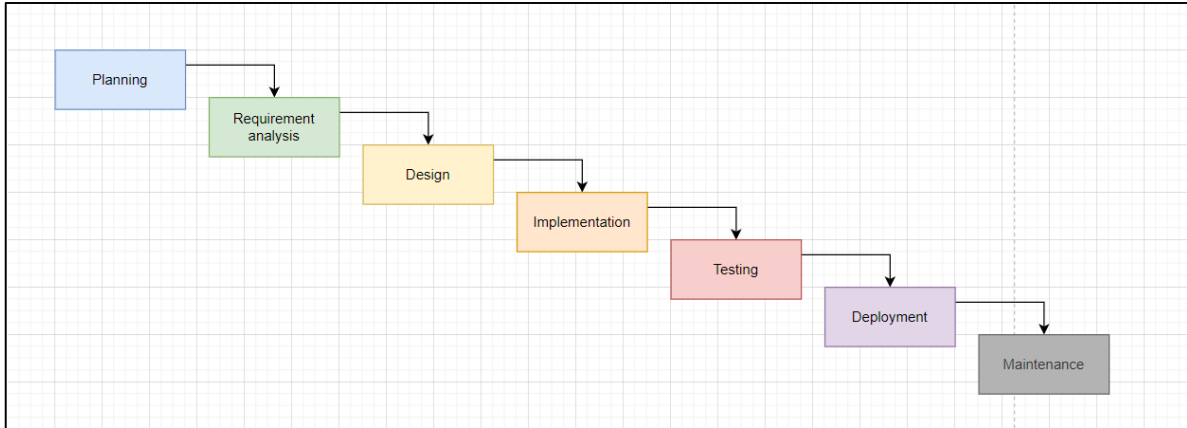 Planning
Requirement
analysis
Design
Implementation
Testing
Deployment
Maintenance